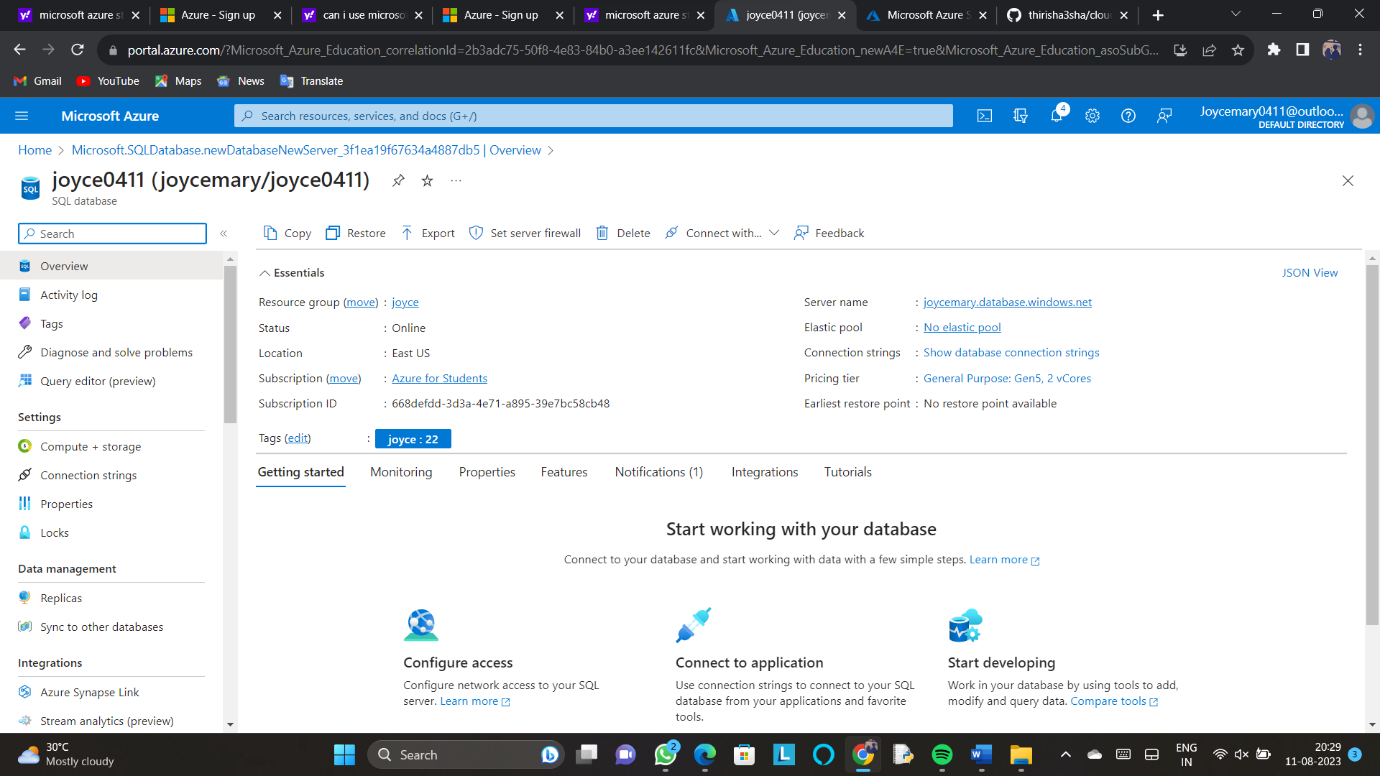 microsoft azure st
Azure - Sign up
can i use microso
Azure - Sign up
microsoft azure st
joyce0411 (joycem
Microsoft Azure S
thirisha3sha/clou
portal.azure.com/?Microsoft_Azure_Education_correlationId=2b3adc75-50f8-4e83-84b0-a3ee142611fc&Microsoft_Azure_Education_newA4E=true&Microsoft_Azure_Education_asoSubG...
Gmail
YouTube
Maps
News
Translate
Microsoft Azure
Search resources, services, and docs (G+/)
4
Joycemary0411@outloo...
DEFAULT DIRECTORY
Home > Microsoft.SQLDatabase.newDatabaseNewServer_3f1ea19f67634a4887db5 | Overview >
joyce0411 (joycemary/joyce0411)
SQL database
Search
Overview
Activity log
Tags
Diagnose and solve problems
Query editor (preview)
Settings
Compute + storage
Connection strings
Properties
Locks
Data management
Replicas
Sync to other databases
Integrations
Azure Synapse Link
Stream analytics (preview)
Copy
Restore
Export
Set server firewall
Delete
Connect with...
Feedback
Essentials
JSON View
Resource group (move) : joyce
Status : Online
Location : East US
Subscription (move) : Azure for Students
Subscription ID : 668defdd-3d3a-4e71-a895-39e7bc58cb48
Server name : joycemary.database.windows.net
Elastic pool : No elastic pool
Connection strings : Show database connection strings
Pricing tier : General Purpose: Gen5, 2 vCores
Earliest restore point : No restore point available
Tags (edit) : joyce : 22
Getting started
Monitoring
Properties
Features
Notifications (1)
Integrations
Tutorials
Start working with your database
Connect to your database and start working with data with a few simple steps. Learn more
Configure access
Configure network access to your SQL
server. Learn more
Connect to application
Use connection strings to connect to your SQL
database from your applications and favorite
tools.
Start developing
Work in your database by using tools to add,
modify and query data. Compare tools
30°C
Mostly cloudy
Search
2
ENG
IN
20:29
11-08-2023
3